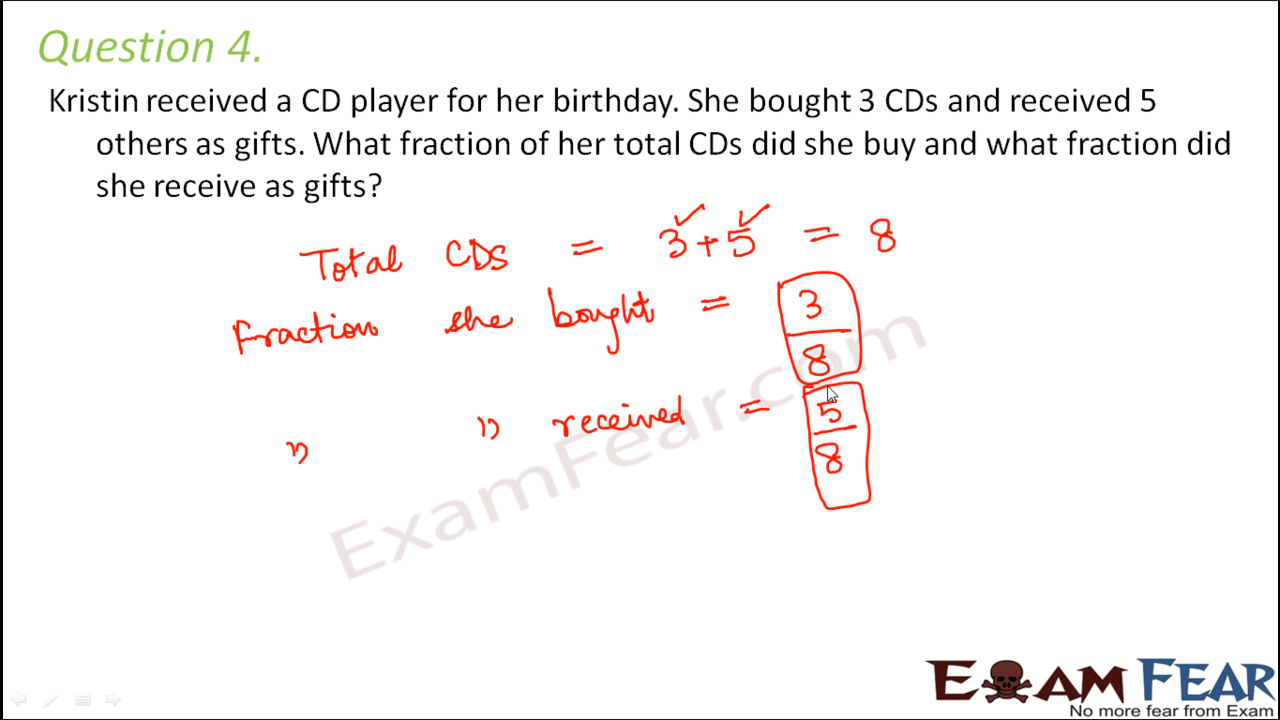 Question 4.
Kristin received a CD player for her birthday. She bought 3 CDs and received 5
others as gifts. What fraction of her total CDs did she buy and what fraction did
she receive as gifts?
Total CDS = 3+5 = 8
Fraction she bought = 3/8
" " received = 5/8
ExamFear.com
EXAM FEAR
No more fear from Exam